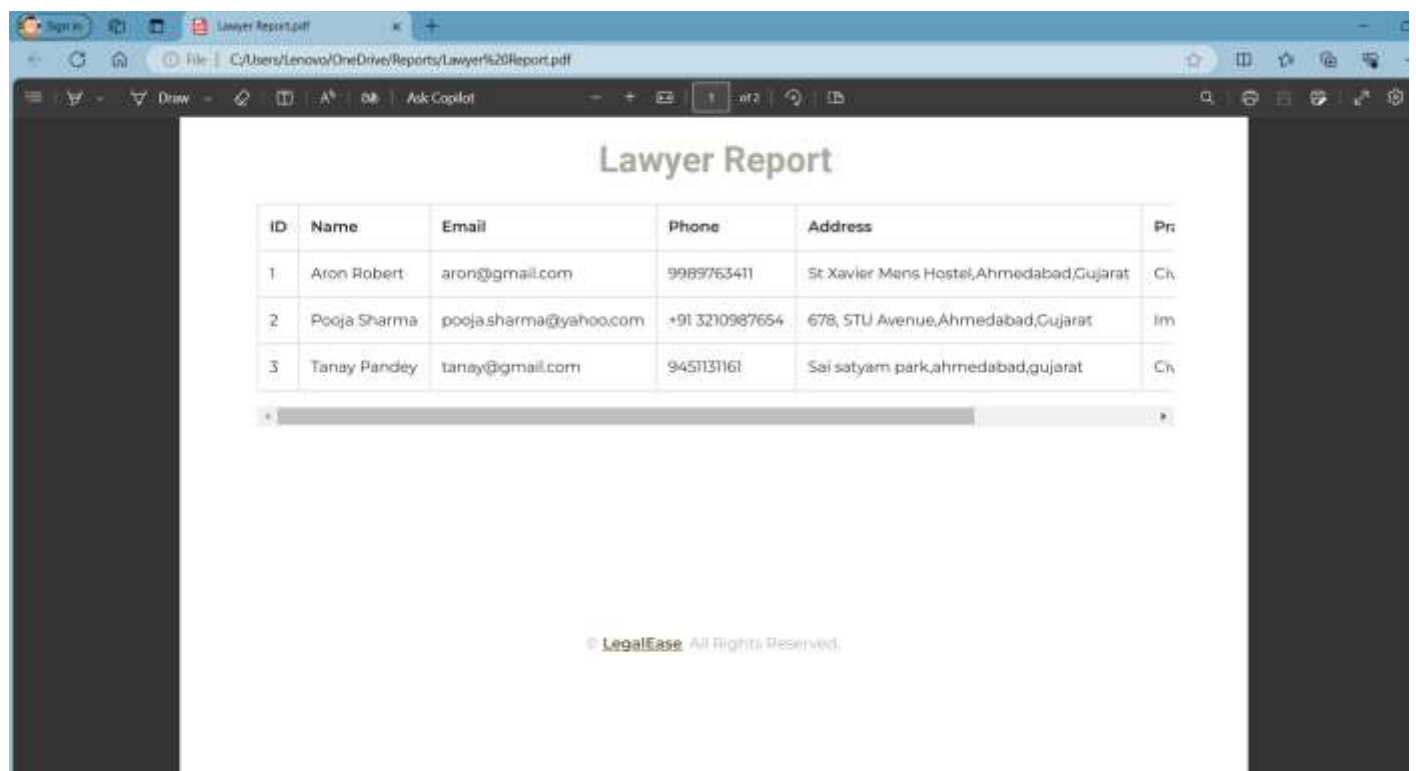 Sign in Lawyer Report.pdf
File C:/Users/Lenovo/OneDrive/Reports/Lawyer%20Report.pdf
Draw Ask Copilot 1 of 2
Lawyer Report
ID Name Email Phone Address
1 Aron Robert aron@gmail.com 9989763411 St Xavier Mens Hostel,Ahmedabad,Gujarat
2 Pooja Sharma pooja.sharma@yahoo.com +91 3210987654 678, STU Avenue,Ahmedabad,Gujarat
3 Tanay Pandey tanay@gmail.com 9451131161 Sai satyam park,ahmedabad,gujarat
© LegalEase. All Rights Reserved.